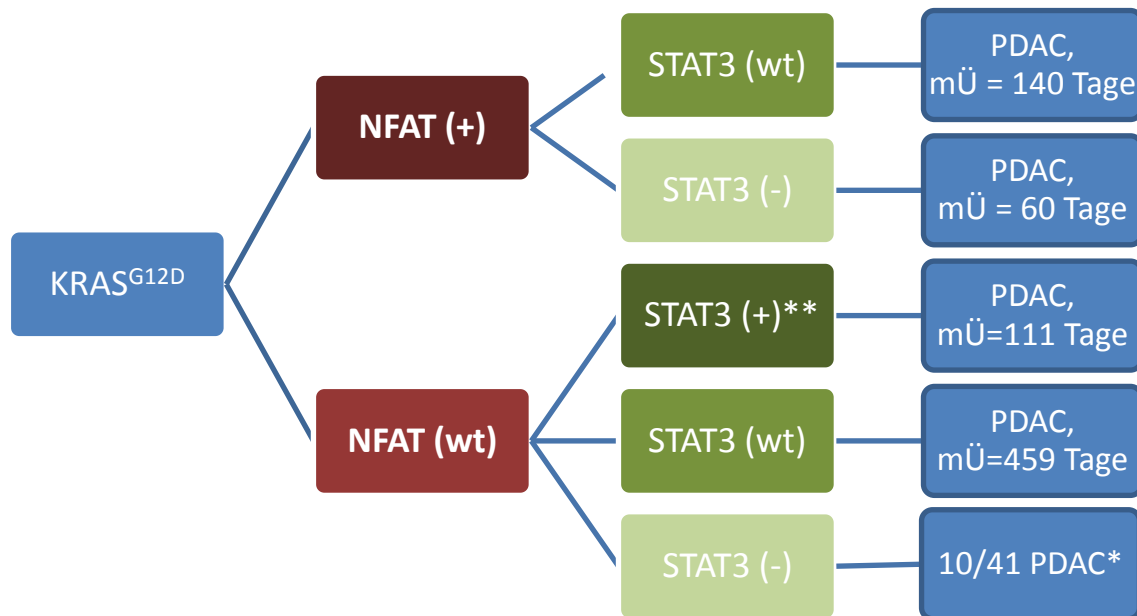 KRASG12D
NFAT (+)
STAT3 (wt)
PDAC,
mÜ = 140 Tage
STAT3 (-)
PDAC,
mÜ = 60 Tage
NFAT (wt)
STAT3 (+)**
PDAC,
mÜ=111 Tage
STAT3 (wt)
PDAC,
mÜ=459 Tage
STAT3 (-)
10/41 PDAC*